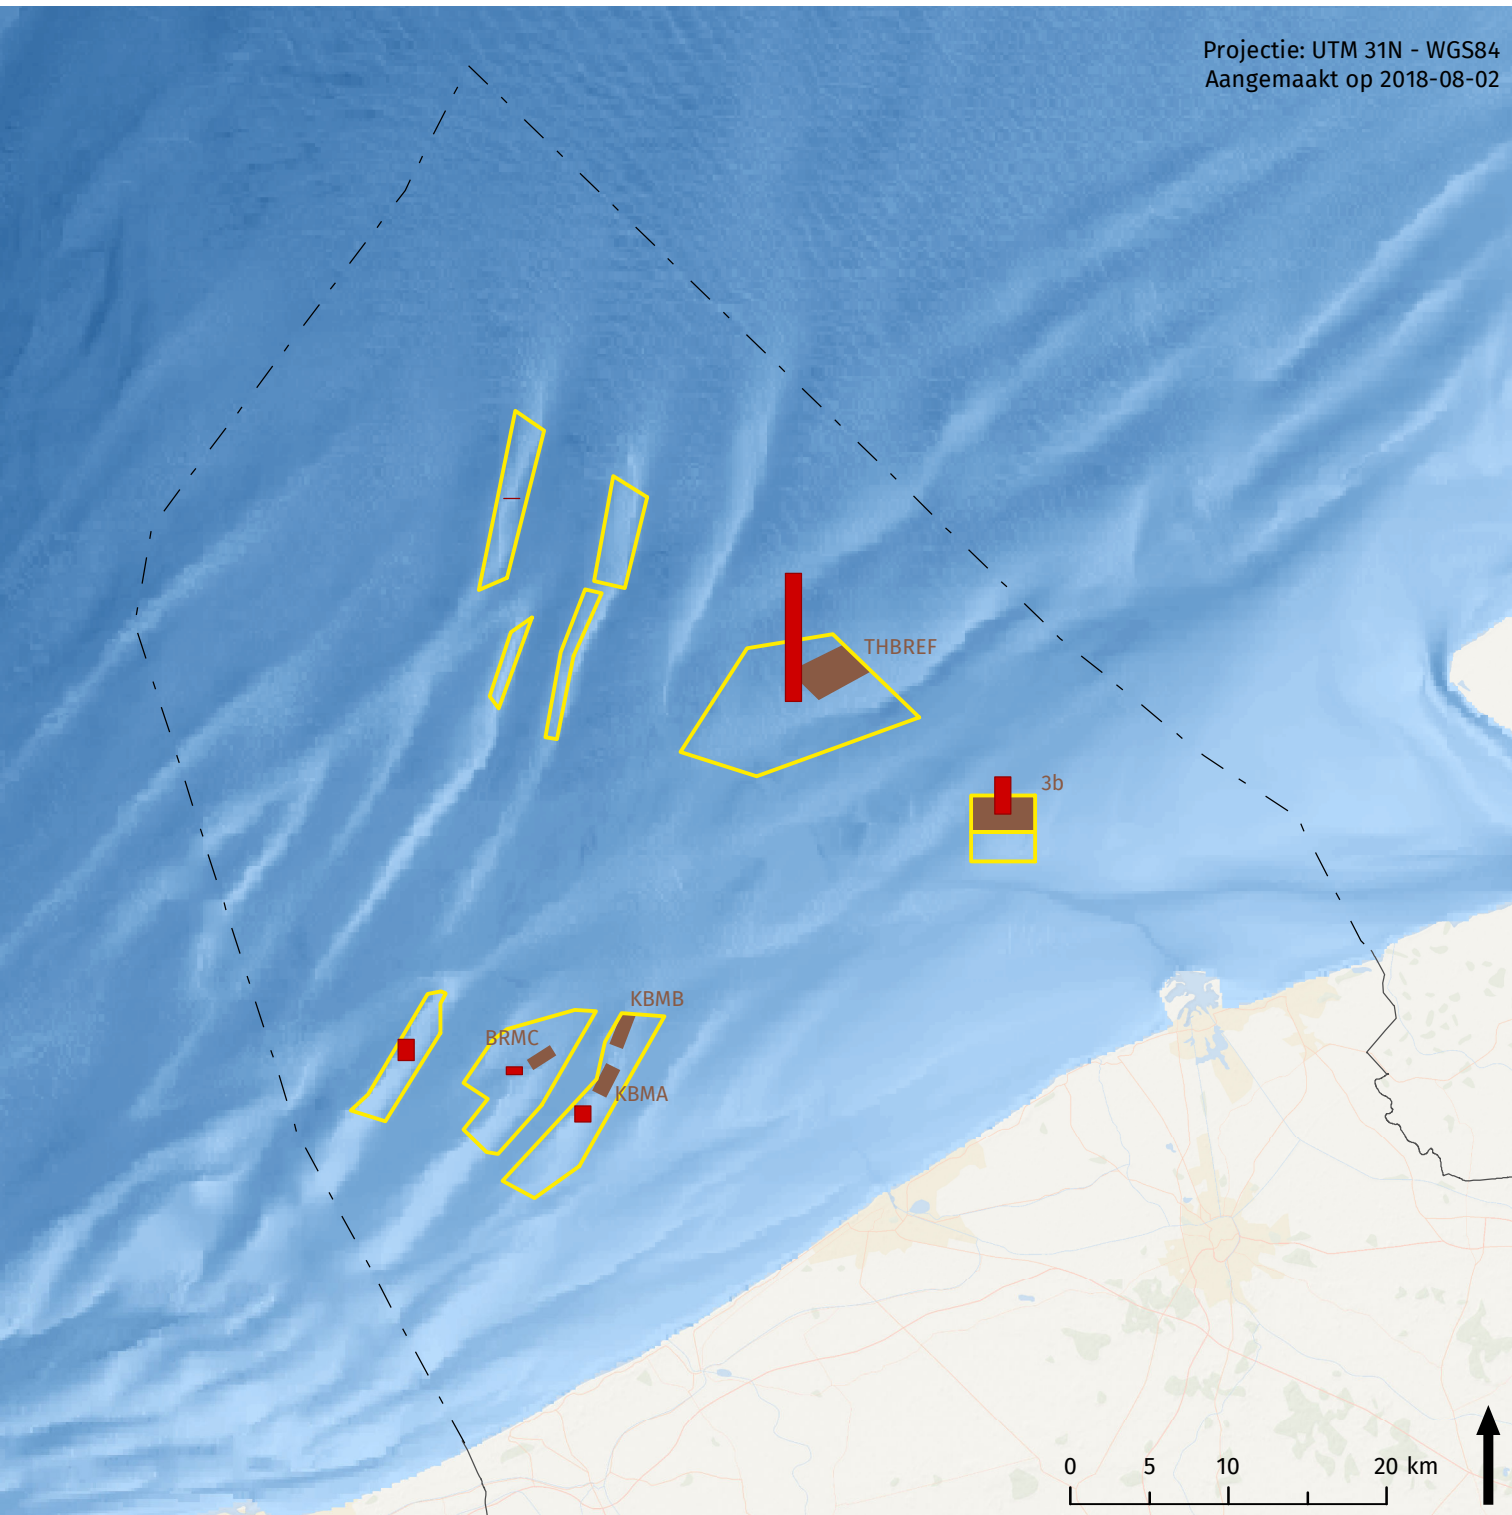 Projectie: UTM 31N - WGS84
Aangemaakt op 2018-08-02
THBREF
3b
KBMB
BRMC
KBMA
0 5 10 20 km